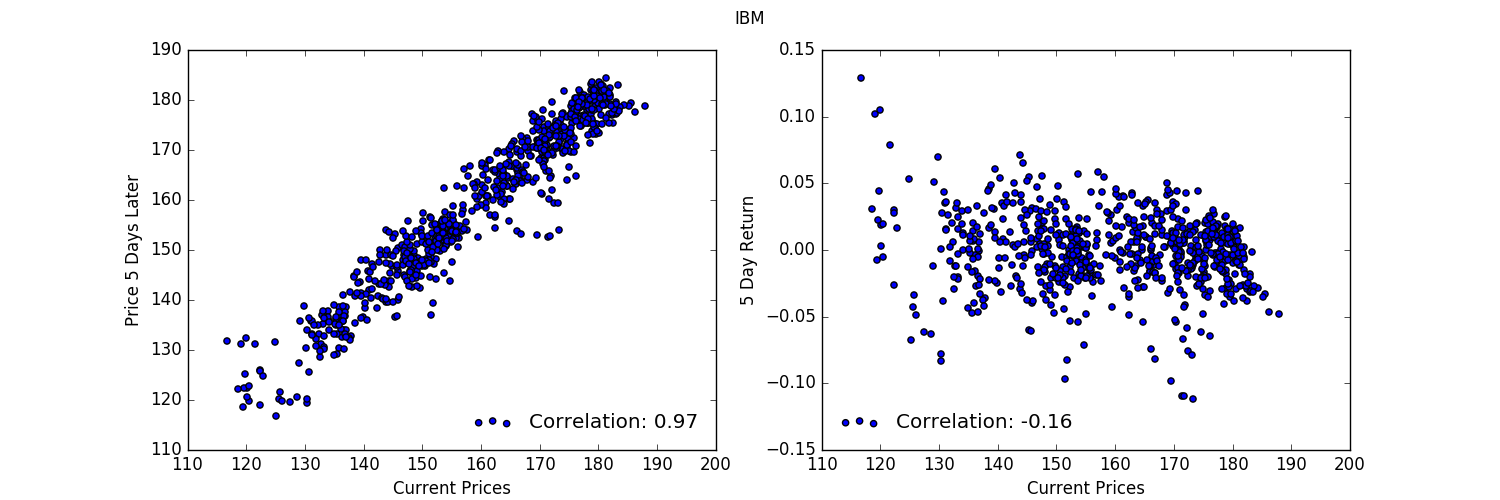 IBM
190
180
170
160
150
140
130
120
110
Price 5 Days Later
110 120 130 140 150 160 170 180 190 200
Current Prices
Correlation: 0.97
0.15
0.10
0.05
0.00
−0.05
−0.10
−0.15
5 Day Return
110 120 130 140 150 160 170 180 190 200
Current Prices
Correlation: -0.16